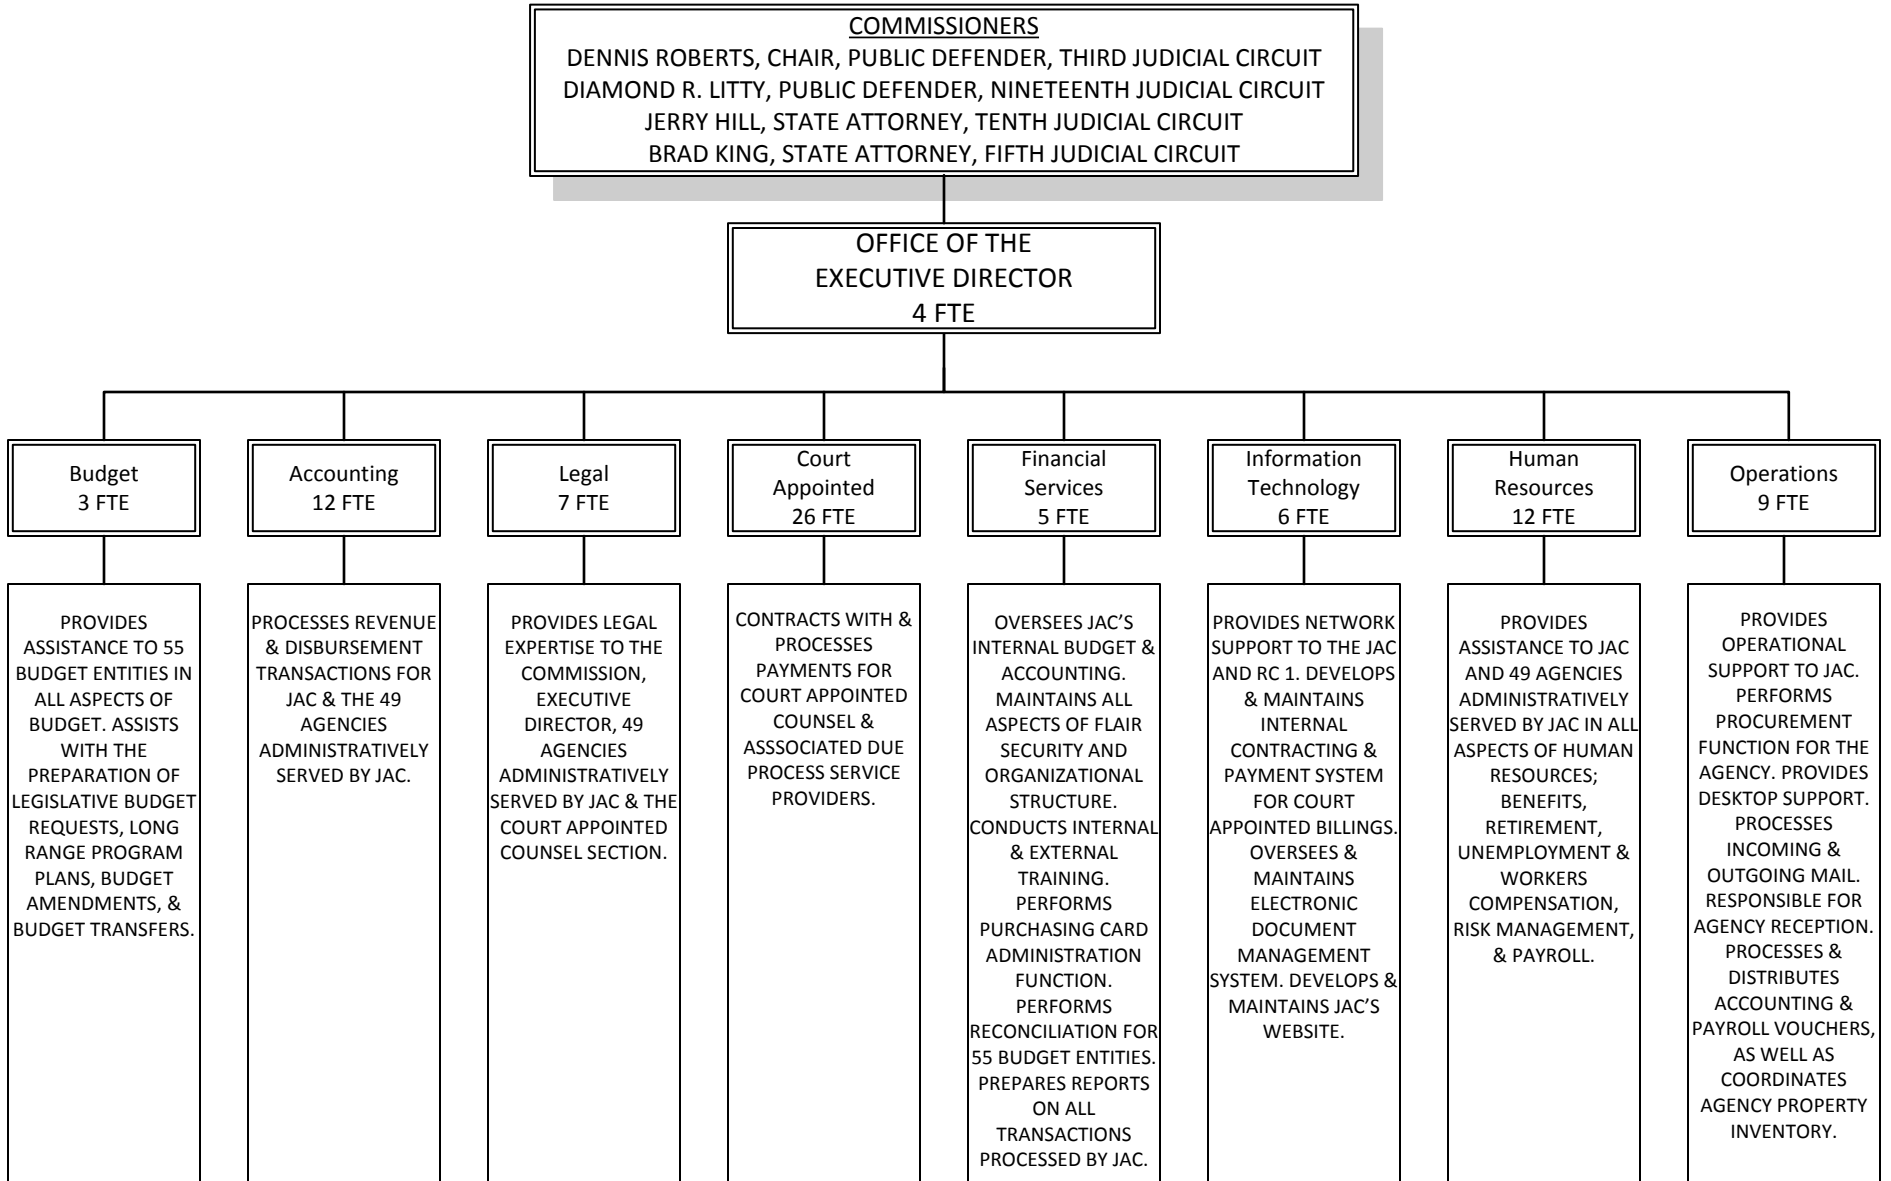 COMMISSIONERS
DENNIS ROBERTS, CHAIR, PUBLIC DEFENDER, THIRD JUDICIAL CIRCUIT
DIAMOND R. LITTY, PUBLIC DEFENDER, NINETEENTH JUDICIAL CIRCUIT
JERRY HILL, STATE ATTORNEY, TENTH JUDICIAL CIRCUIT
BRAD KING, STATE ATTORNEY, FIFTH JUDICIAL CIRCUIT
OFFICE OF THE
EXECUTIVE DIRECTOR
4 FTE
Budget
3 FTE
Accounting
12 FTE
Legal
7 FTE
Court
Appointed
26 FTE
Financial
Services
5 FTE
Information
Technology
6 FTE
Human
Resources
12 FTE
Operations
9 FTE
PROVIDES
ASSISTANCE TO 55
BUDGET ENTITIES IN
ALL ASPECTS OF
BUDGET. ASSISTS
WITH THE
PREPARATION OF
LEGISLATIVE BUDGET
REQUESTS, LONG
RANGE PROGRAM
PLANS, BUDGET
AMENDMENTS, &
BUDGET TRANSFERS.
PROCESSES REVENUE
& DISBURSEMENT
TRANSACTIONS FOR
JAC & THE 49
AGENCIES
ADMINISTRATIVELY
SERVED BY JAC.
PROVIDES LEGAL
EXPERTISE TO THE
COMMISSION,
EXECUTIVE
DIRECTOR, 49
AGENCIES
ADMINISTRATIVELY
SERVED BY JAC & THE
COURT APPOINTED
COUNSEL SECTION.
CONTRACTS WITH &
PROCESSES
PAYMENTS FOR
COURT APPOINTED
COUNSEL &
ASSSOCIATED DUE
PROCESS SERVICE
PROVIDERS.
OVERSEES JAC’S
INTERNAL BUDGET &
ACCOUNTING.
MAINTAINS ALL
ASPECTS OF FLAIR
SECURITY AND
ORGANIZATIONAL
STRUCTURE.
CONDUCTS INTERNAL
& EXTERNAL
TRAINING.
PERFORMS
PURCHASING CARD
ADMINISTRATION
FUNCTION.
PERFORMS
RECONCILIATION FOR
55 BUDGET ENTITIES.
PREPARES REPORTS
ON ALL
TRANSACTIONS
PROCESSED BY JAC.
PROVIDES NETWORK
SUPPORT TO THE JAC
AND RC 1. DEVELOPS
& MAINTAINS
INTERNAL
CONTRACTING &
PAYMENT SYSTEM
FOR COURT
APPOINTED BILLINGS.
OVERSEES &
MAINTAINS
ELECTRONIC
DOCUMENT
MANAGEMENT
SYSTEM. DEVELOPS &
MAINTAINS JAC’S
WEBSITE.
PROVIDES
ASSISTANCE TO JAC
AND 49 AGENCIES
ADMINISTRATIVELY
SERVED BY JAC IN ALL
ASPECTS OF HUMAN
RESOURCES;
BENEFITS,
RETIREMENT,
UNEMPLOYMENT &
WORKERS
COMPENSATION,
RISK MANAGEMENT,
& PAYROLL.
PROVIDES
OPERATIONAL
SUPPORT TO JAC.
PERFORMS
PROCUREMENT
FUNCTION FOR THE
AGENCY. PROVIDES
DESKTOP SUPPORT.
PROCESSES
INCOMING &
OUTGOING MAIL.
RESPONSIBLE FOR
AGENCY RECEPTION.
PROCESSES &
DISTRIBUTES
ACCOUNTING &
PAYROLL VOUCHERS,
AS WELL AS
COORDINATES
AGENCY PROPERTY
INVENTORY.